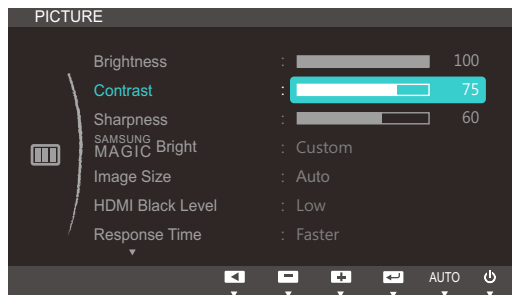 PICTURE
Brightness : 100
Contrast : 75
Sharpness : 60
SAMSUNG MAGIC Bright : Custom
Image Size : Auto
HDMI Black Level : Low
Response Time : Faster
AUTO